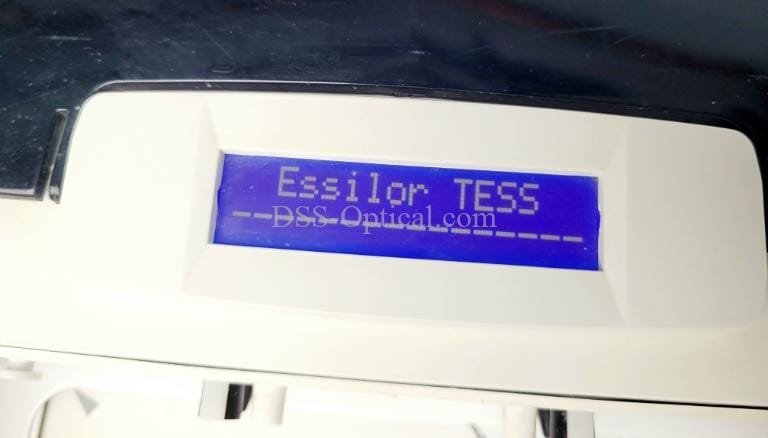 Essilor TESS
----------------
DSS-Optical.com